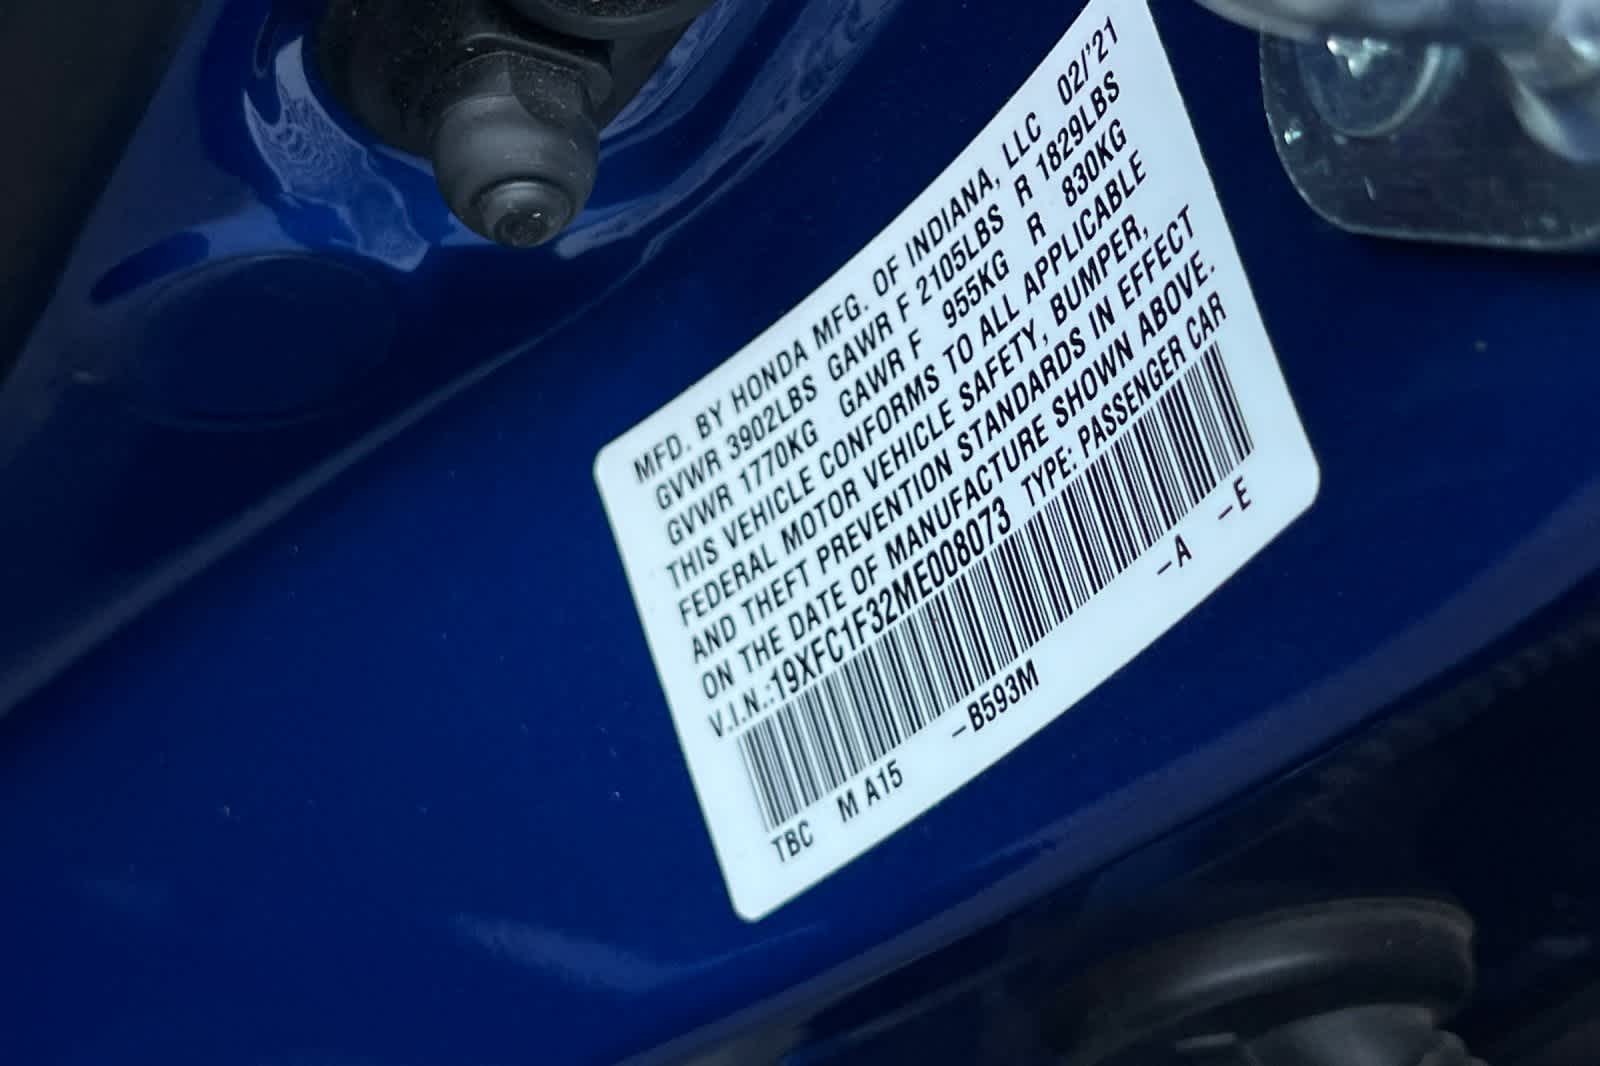 MFD. BY HONDA MFG. OF INDIANA, LLC 02/'21
GVWR 3902LBS GAWR F 2105LBS R 1829LBS
GVWR 1770KG GAWR F 955KG R 830KG
THIS VEHICLE CONFORMS TO ALL APPLICABLE
FEDERAL MOTOR VEHICLE SAFETY, BUMPER,
AND THEFT PREVENTION STANDARDS IN EFFECT
ON THE DATE OF MANUFACTURE SHOWN ABOVE.
V.I.N.:19XFC1F32ME008073 TYPE: PASSENGER CAR
TBC M A15 -B593M -A -E